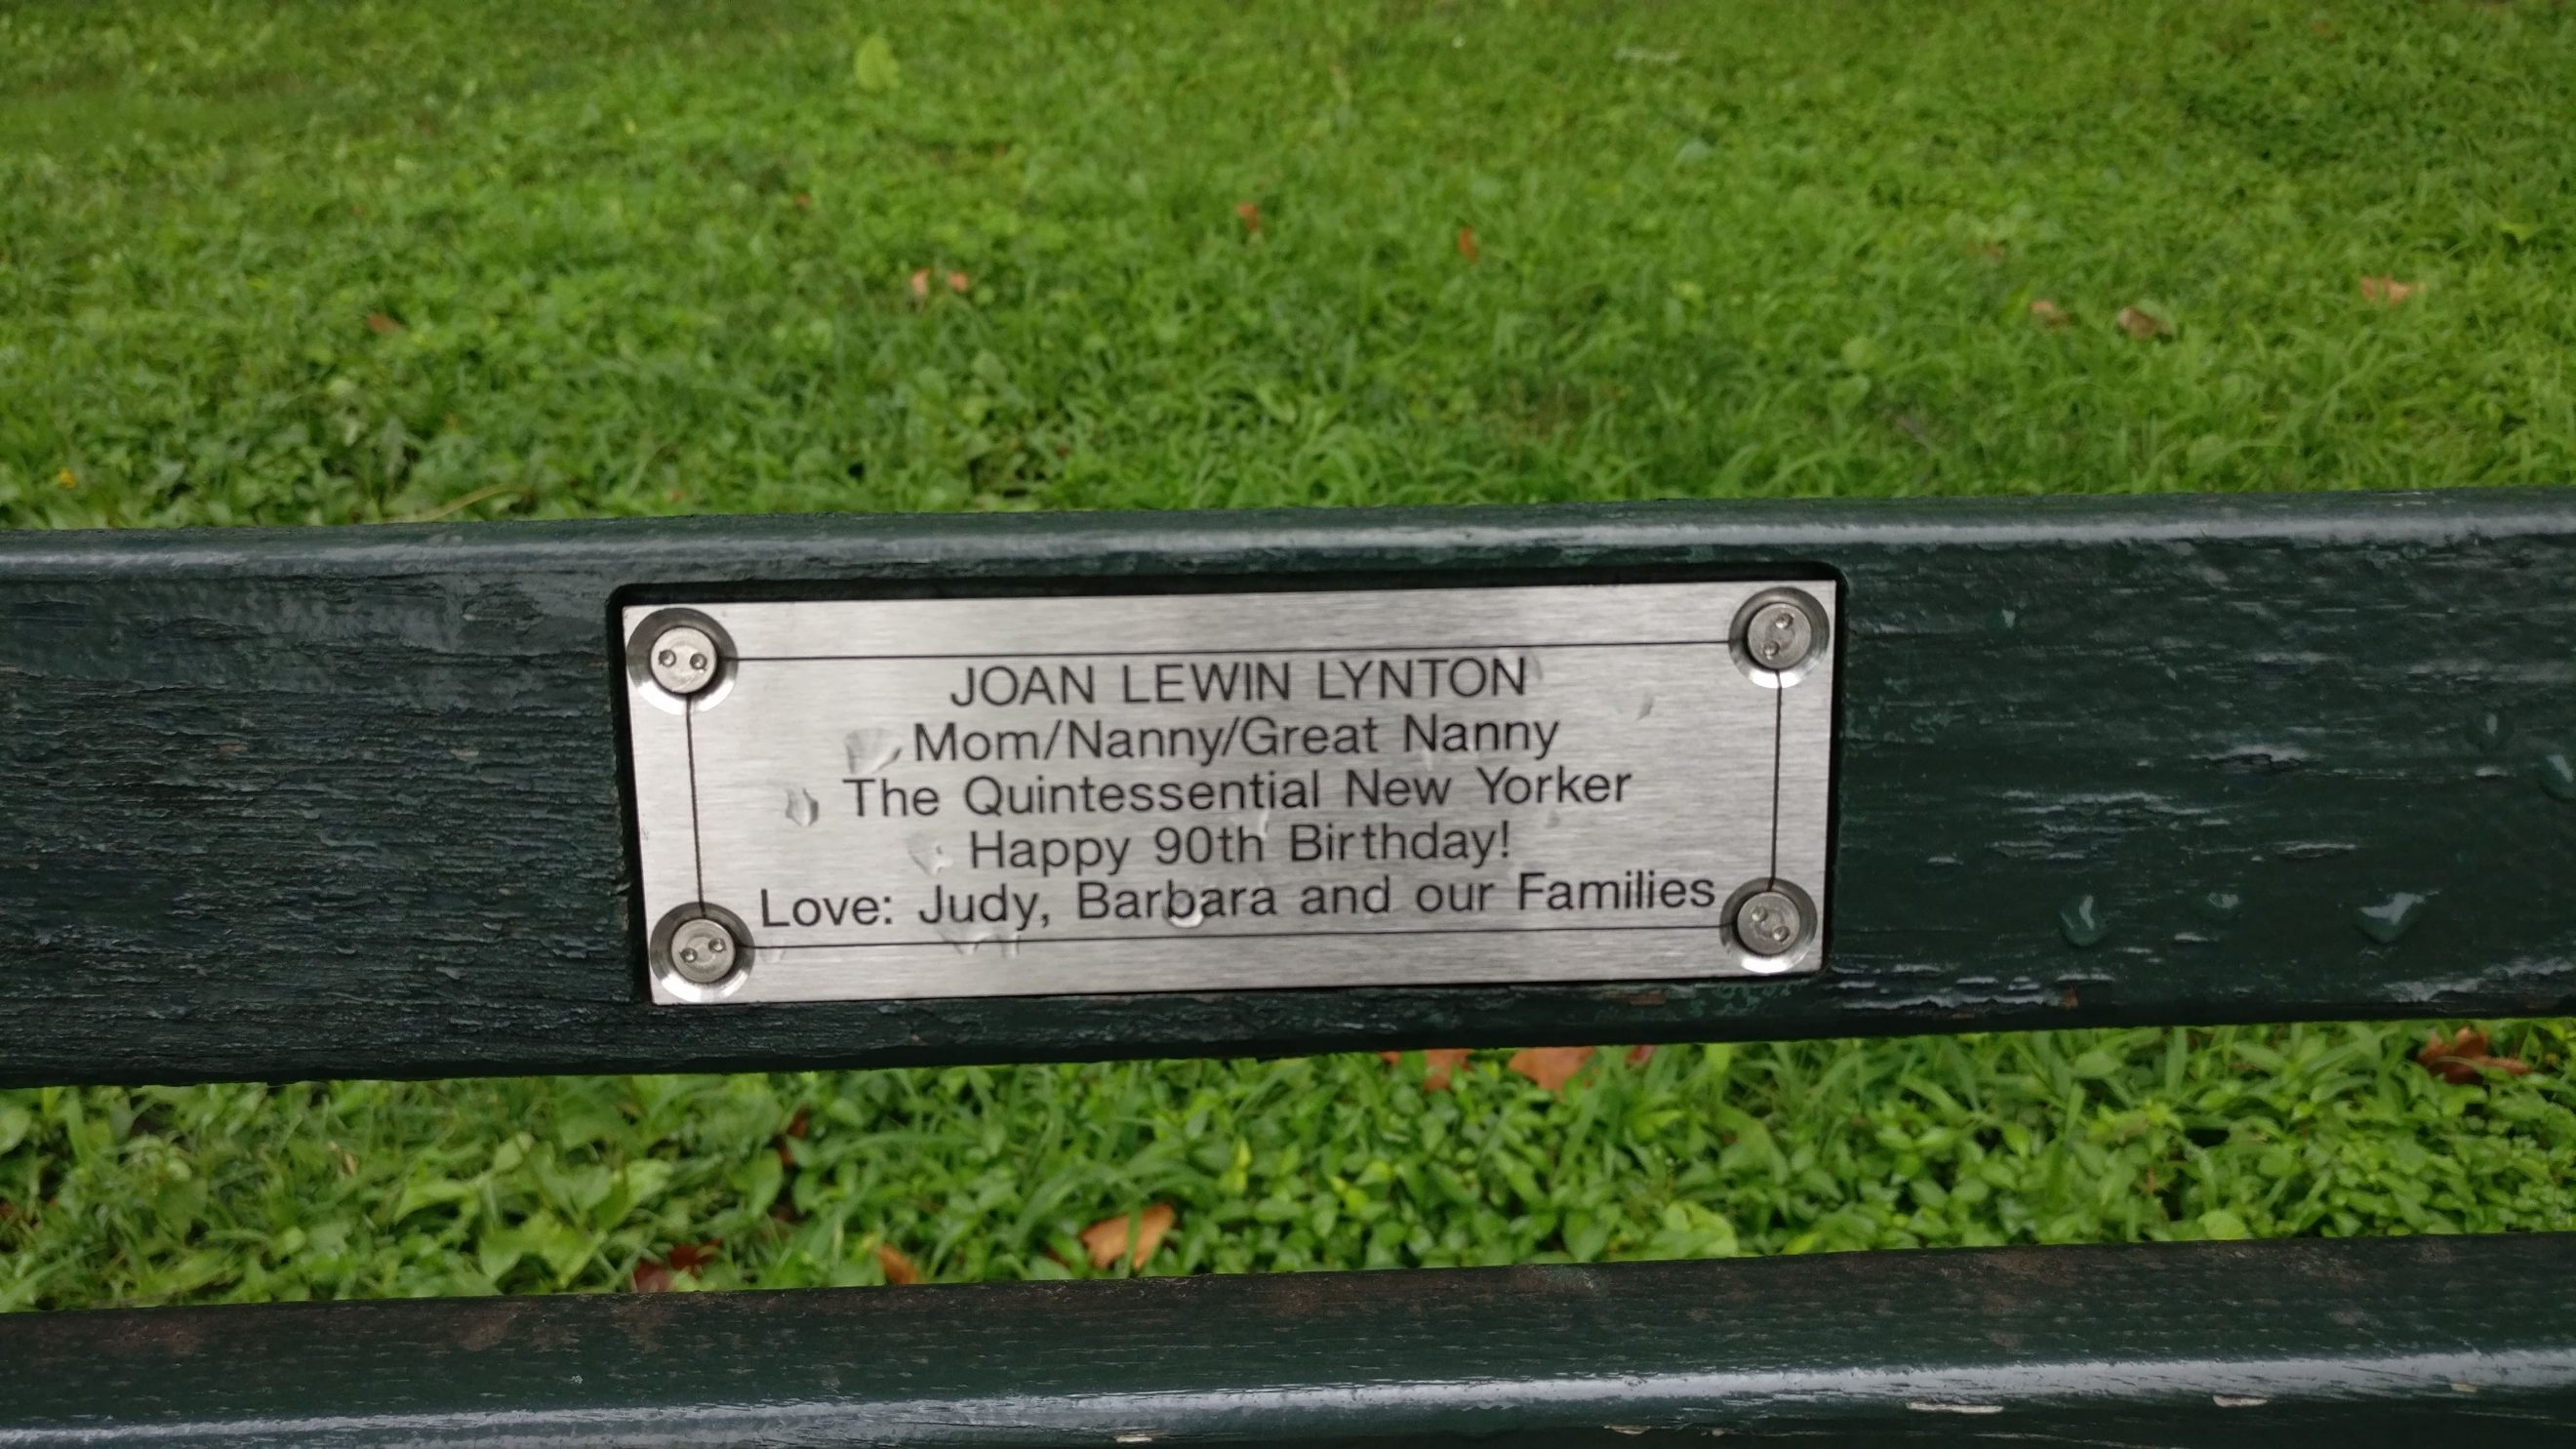 JOAN LEWIN LYNTON
Mom/Nanny/Great Nanny
The Quintessential New Yorker
Happy 90th Birthday!
Love: Judy, Barbara and our Families